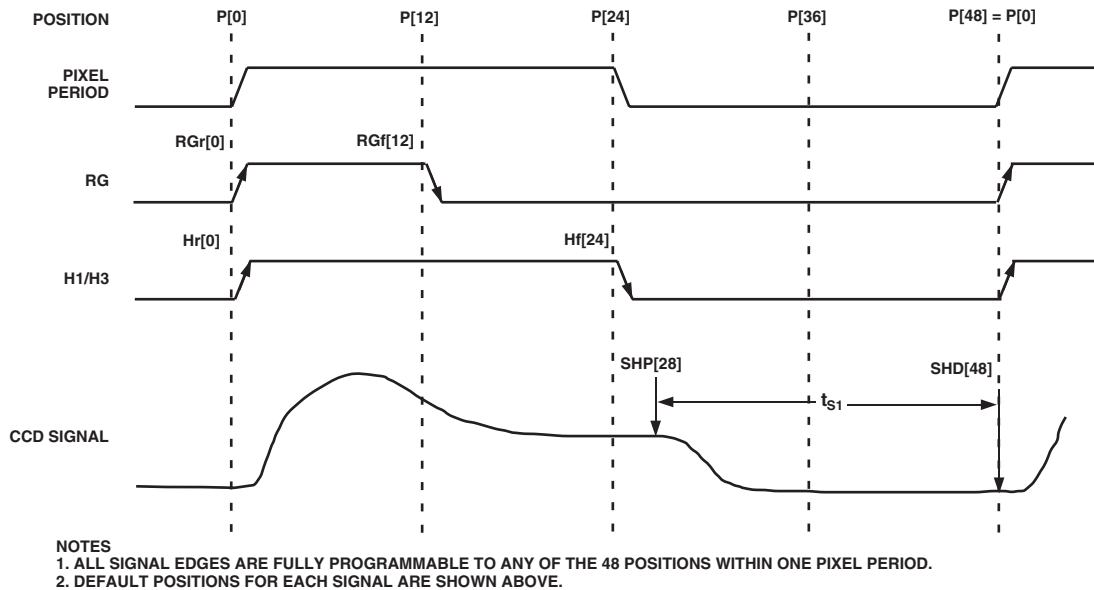 POSITION P[0] P[12] P[24] P[36] P[48] = P[0]
PIXEL
PERIOD
RGr[0] RGf[12]
RG
Hr[0] Hf[24]
H1/H3
SHP[28] SHD[48]
tS1
CCD SIGNAL
NOTES
1. ALL SIGNAL EDGES ARE FULLY PROGRAMMABLE TO ANY OF THE 48 POSITIONS WITHIN ONE PIXEL PERIOD.
2. DEFAULT POSITIONS FOR EACH SIGNAL ARE SHOWN ABOVE.